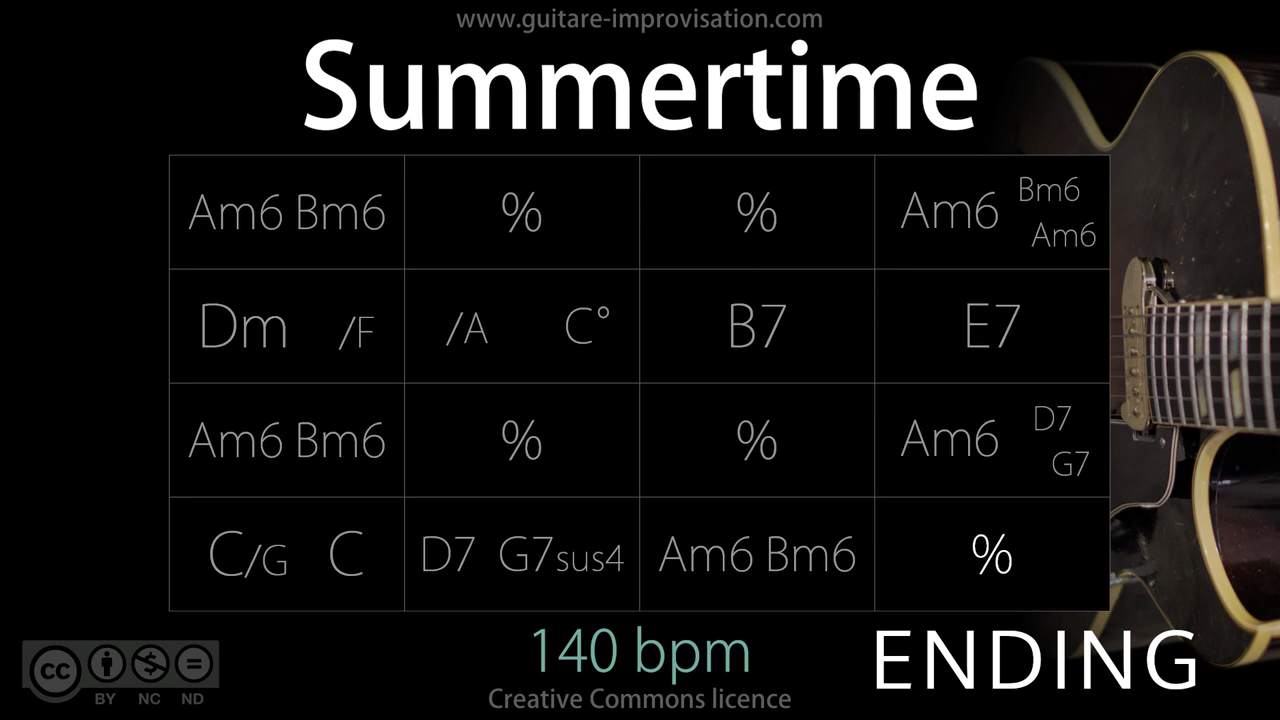 www.guitare-improvisation.com
Summertime
Am6 Bm6 % % Am6 Bm6 Am6
Dm /F /A C° B7 E7
Am6 Bm6 % % Am6 D7 G7
C/G C D7 G7sus4 Am6 Bm6 %
140 bpm ENDING
cc BY NC ND
Creative Commons licence